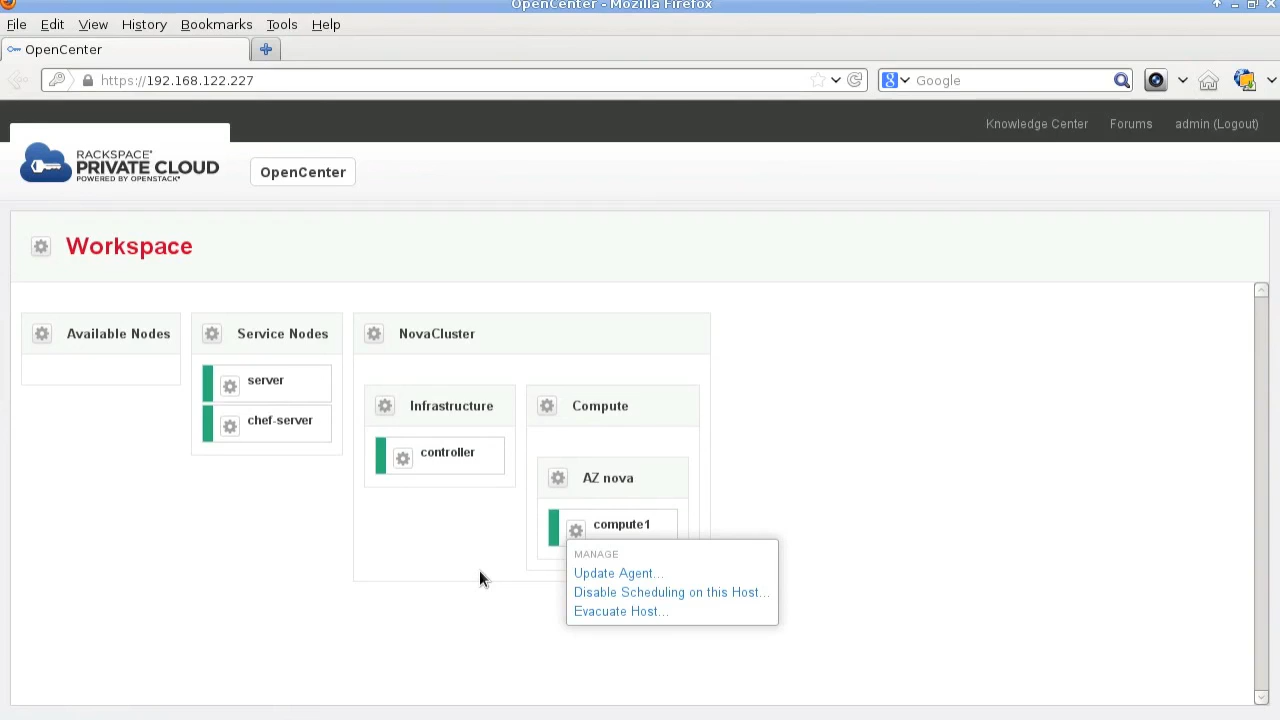 OpenCenter - Mozilla Firefox
File Edit View History Bookmarks Tools Help
OpenCenter
https://192.168.122.227
Google
Knowledge Center Forums admin (Logout)
RACKSPACE®
PRIVATE CLOUD
POWERED BY OPENSTACK®
OpenCenter
Workspace
Available Nodes Service Nodes NovaCluster
server
chef-server
Infrastructure Compute
controller
AZ nova
compute1
MANAGE
Update Agent...
Disable Scheduling on this Host...
Evacuate Host...